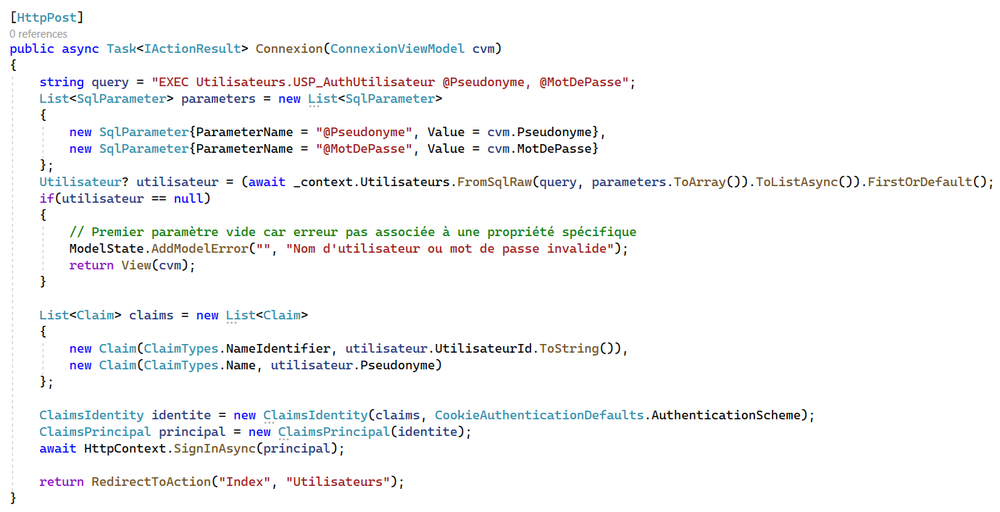 [HttpPost]
0 references
public async Task<IActionResult> Connexion(ConnexionViewModel cvm)
{
    string query = "EXEC Utilisateurs.USP_AuthUtilisateur @Pseudonyme, @MotDePasse";
    List<SqlParameter> parameters = new List<SqlParameter>
    {
        new SqlParameter{ParameterName = "@Pseudonyme", Value = cvm.Pseudonyme},
        new SqlParameter{ParameterName = "@MotDePasse", Value = cvm.MotDePasse}
    };
    Utilisateur? utilisateur = (await _context.Utilisateurs.FromSqlRaw(query, parameters.ToArray()).ToListAsync()).FirstOrDefault();
    if(utilisateur == null)
    {
        // Premier paramètre vide car erreur pas associée à une propriété spécifique
        ModelState.AddModelError("", "Nom d'utilisateur ou mot de passe invalide");
        return View(cvm);
    }

    List<Claim> claims = new List<Claim>
    {
        new Claim(ClaimTypes.NameIdentifier, utilisateur.UtilisateurId.ToString()),
        new Claim(ClaimTypes.Name, utilisateur.Pseudonyme)
    };

    ClaimsIdentity identite = new ClaimsIdentity(claims, CookieAuthenticationDefaults.AuthenticationScheme);
    ClaimsPrincipal principal = new ClaimsPrincipal(identite);
    await HttpContext.SignInAsync(principal);

    return RedirectToAction("Index", "Utilisateurs");
}